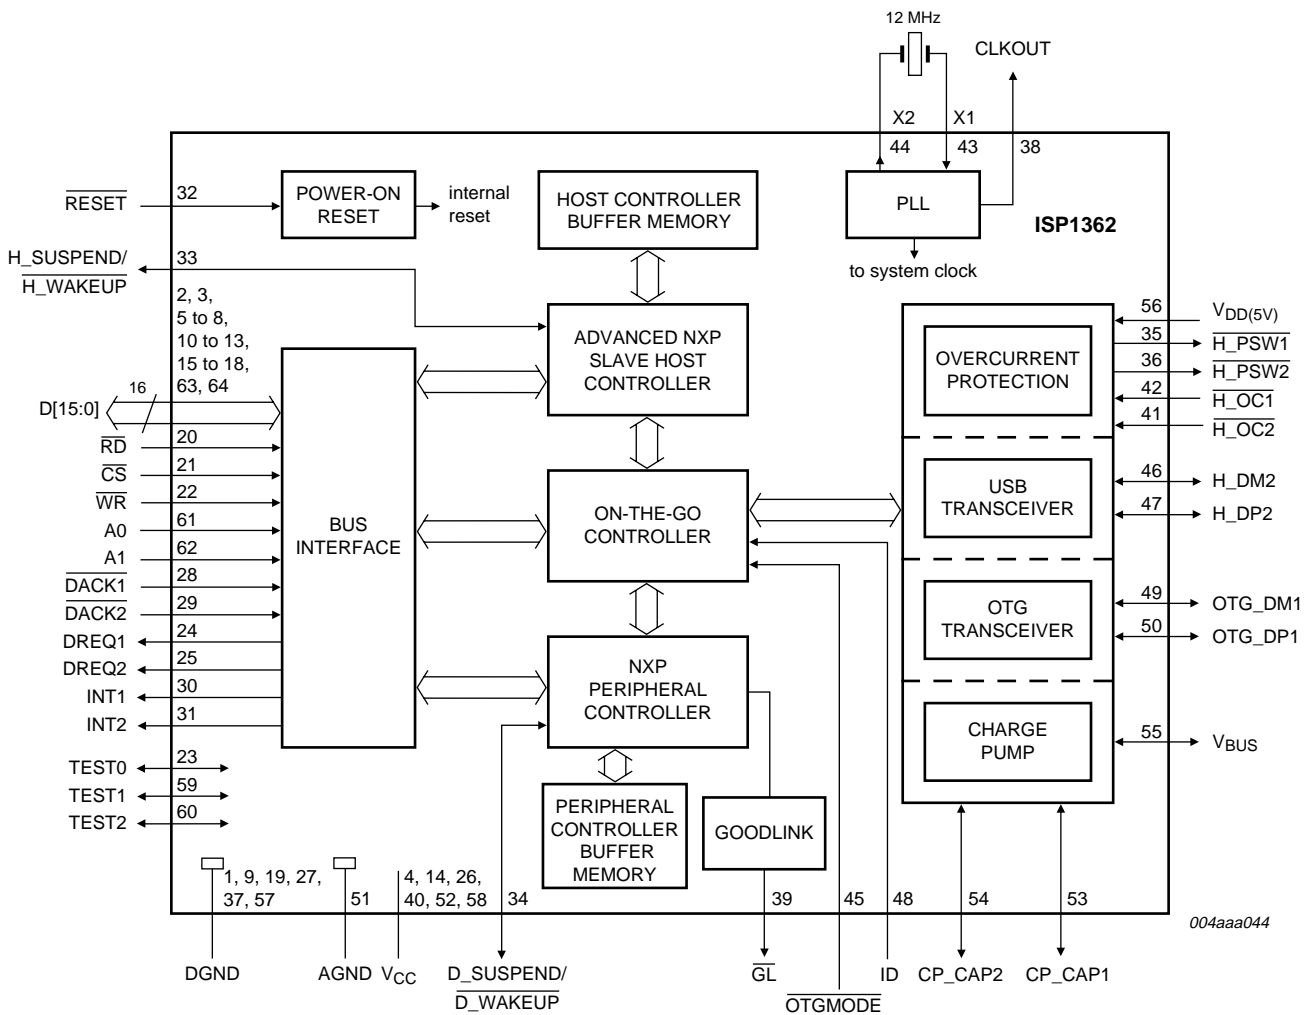 12 MHz
CLKOUT
X2
X1
44
43
38
RESET
32
POWER-ON
RESET
internal
reset
HOST CONTROLLER
BUFFER MEMORY
PLL
ISP1362
to system clock
H_SUSPEND/
H_WAKEUP
33
2, 3,
5 to 8,
10 to 13,
15 to 18,
63, 64
16
D[15:0]
RD
20
CS
21
WR
22
A0
61
A1
62
DACK1
28
DACK2
29
DREQ1
24
DREQ2
25
INT1
30
INT2
31
TEST0
23
TEST1
59
TEST2
60
BUS
INTERFACE
ADVANCED NXP
SLAVE HOST
CONTROLLER
ON-THE-GO
CONTROLLER
NXP
PERIPHERAL
CONTROLLER
PERIPHERAL
CONTROLLER
BUFFER
MEMORY
GOODLINK
OVERCURRENT
PROTECTION
USB
TRANSCEIVER
OTG
TRANSCEIVER
CHARGE
PUMP
56
VDD(5V)
35
H_PSW1
36
H_PSW2
42
H_OC1
41
H_OC2
46
H_DM2
47
H_DP2
49
OTG_DM1
50
OTG_DP1
55
VBUS
1, 9, 19, 27,
37, 57
51
4, 14, 26,
40, 52, 58
34
39
45
48
54
53
004aaa044
DGND
AGND
VCC
D_SUSPEND/
D_WAKEUP
GL
OTGMODE
ID
CP_CAP2
CP_CAP1